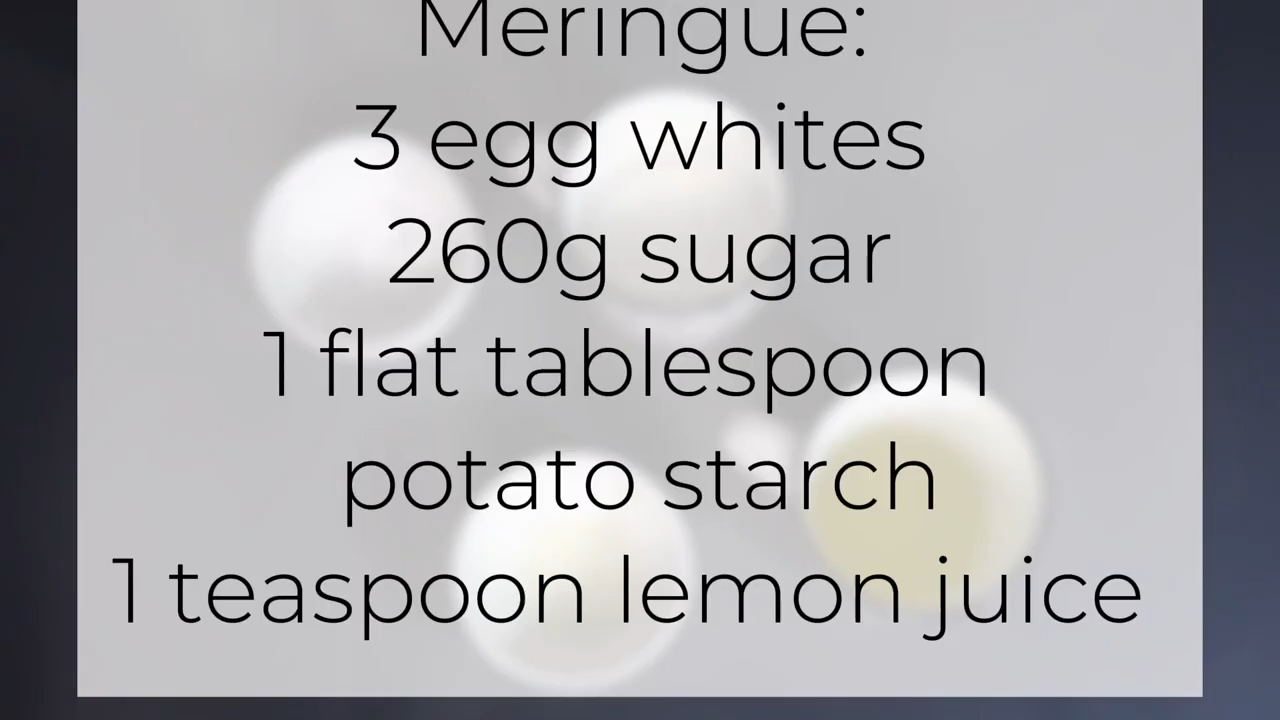 Meringue:
3 egg whites
260g sugar
1 flat tablespoon
potato starch
1 teaspoon lemon juice